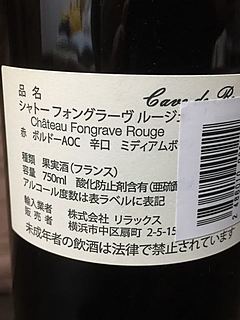 品 名
シャトー フォングラーヴ ルージュ
Château Fongrave Rouge
赤 ボルドーAOC 辛口 ミディアムボ
種類 果実酒(フランス)
容量 750ml 酸化防止剤含有(亜硫酸
アルコール度数は表ラベルに表記
輸入業者 株式会社 リラックス
販売者 横浜市中区扇町 2-5-15
未成年者の飲酒は法律で禁止されています